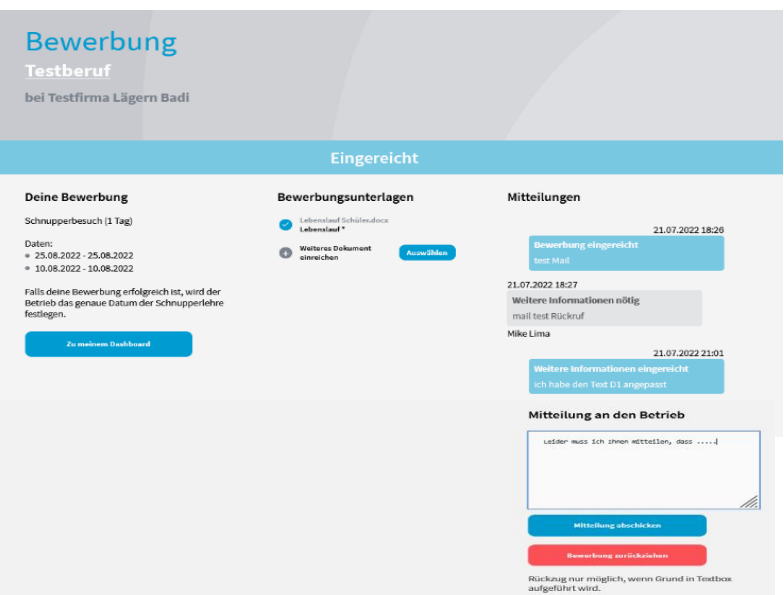 Bewerbung
Testberuf
bei Testfirma Lägern Badi
Eingereicht
Deine Bewerbung
Schnupperbesuch (1 Tag)
Daten:
25.08.2022 - 25.08.2022
10.08.2022 - 10.08.2022
Falls deine Bewerbung erfolgreich ist, wird der
Betrieb das genaue Datum der Schnupperlehre
festlegen.
Zu meinem Dashboard
Bewerbungsunterlagen
Lebenslauf Schüler.docx
Lebenslauf *
Weiteres Dokument
einreichen
Auswählen
Mitteilungen
21.07.2022 18:26
Bewerbung eingereicht
test Mail
21.07.2022 18:27
Weitere Informationen nötig
mail test Rückruf
Mike Lima
21.07.2022 21:01
Weitere Informationen eingereicht
ich habe den Text D1 angepasst
Mitteilung an den Betrieb
Leider muss ich Ihnen mitteilen, dass .....
Mitteilung abschicken
Bewerbung zurückziehen
Rückzug nur möglich, wenn Grund in Textbox
aufgeführt wird.